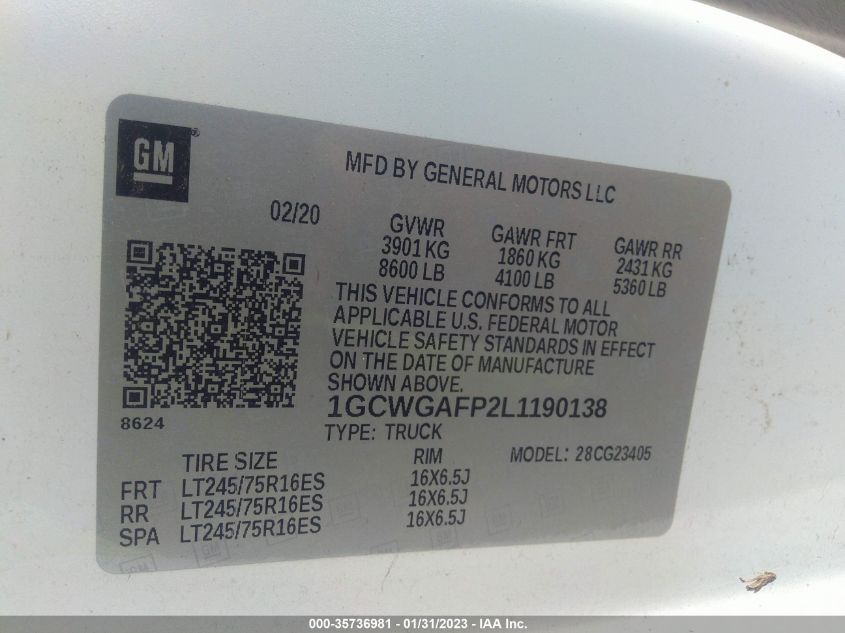 GM
®
MFD BY GENERAL MOTORS LLC
02/20
GVWR GAWR FRT GAWR RR
3901 KG 1860 KG 2431 KG
8600 LB 4100 LB 5360 LB
THIS VEHICLE CONFORMS TO ALL
APPLICABLE U.S. FEDERAL MOTOR
VEHICLE SAFETY STANDARDS IN EFFECT
ON THE DATE OF MANUFACTURE
SHOWN ABOVE.
8624
1GCWGAFP2L1190138
TYPE: TRUCK
TIRE SIZE RIM MODEL: 28CG23405
FRT LT245/75R16ES 16X6.5J
RR LT245/75R16ES 16X6.5J
SPA LT245/75R16ES 16X6.5J
000-35736981 - 01/31/2023 - IAA Inc.